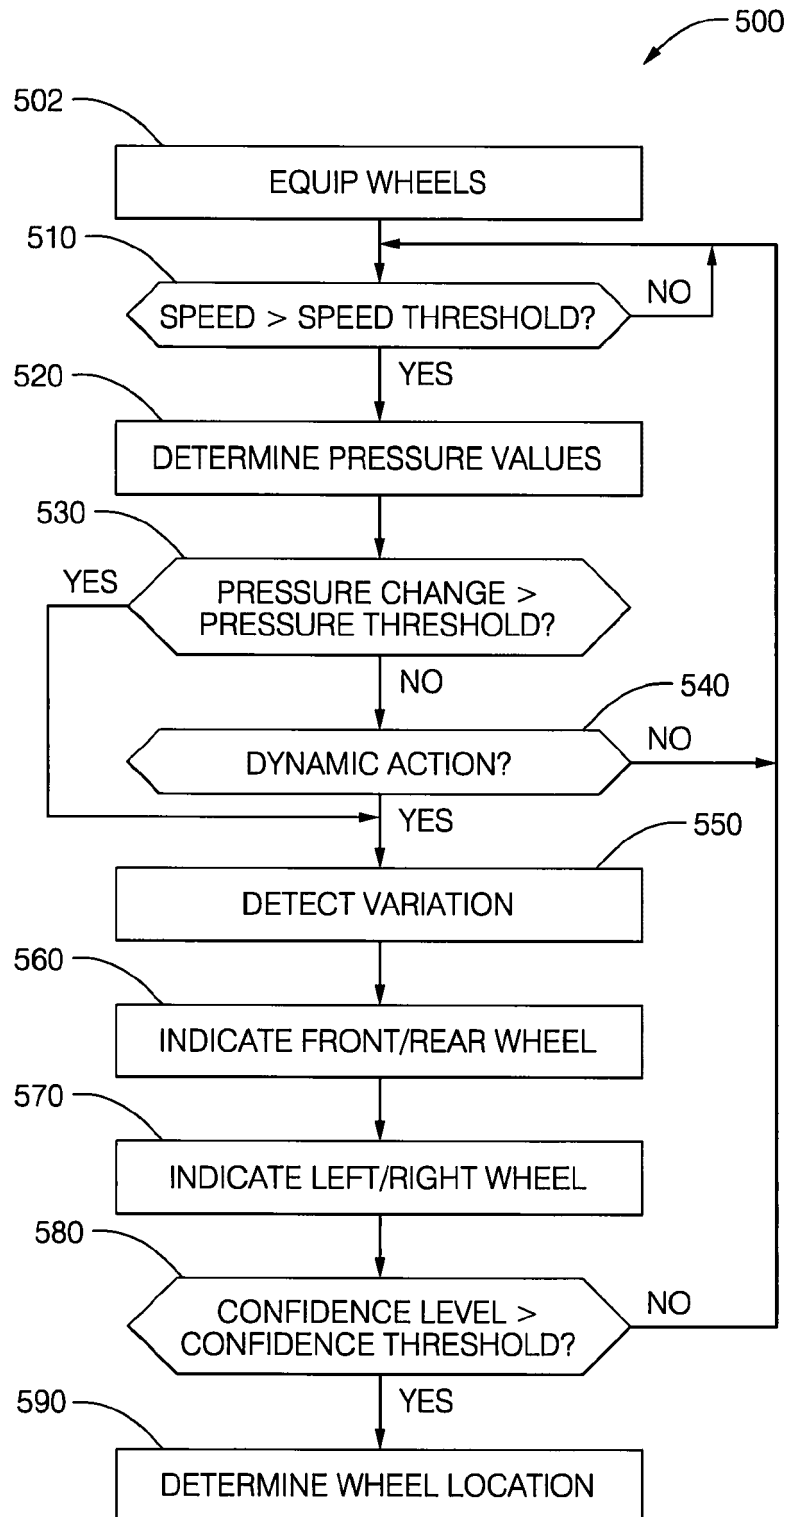 500
502
EQUIP WHEELS
510
SPEED > SPEED THRESHOLD?
NO
YES
520
DETERMINE PRESSURE VALUES
530
YES
PRESSURE CHANGE >
PRESSURE THRESHOLD?
NO
540
DYNAMIC ACTION?
NO
YES
550
DETECT VARIATION
560
INDICATE FRONT/REAR WHEEL
570
INDICATE LEFT/RIGHT WHEEL
580
CONFIDENCE LEVEL >
CONFIDENCE THRESHOLD?
NO
YES
590
DETERMINE WHEEL LOCATION